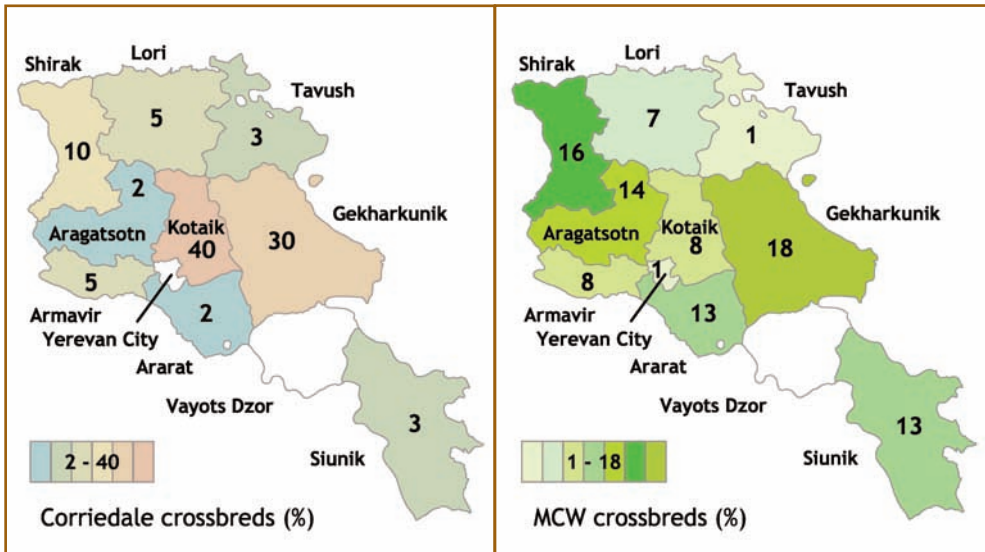 Lori
Shirak
Tavush
5
3
10
2
Gekharkunik
Kotaik
Aragatsotn
40
30
5
2
Armavir
Yerevan City
Ararat
Vayots Dzor
3
Siunik
2 - 40
Corriedale crossbreds (%)
Lori
Shirak
Tavush
7
1
16
14
Gekharkunik
Kotaik
Aragatsotn
8
18
1
8
13
Armavir
Yerevan City
Ararat
Vayots Dzor
13
Siunik
1 - 18
MCW crossbreds (%)